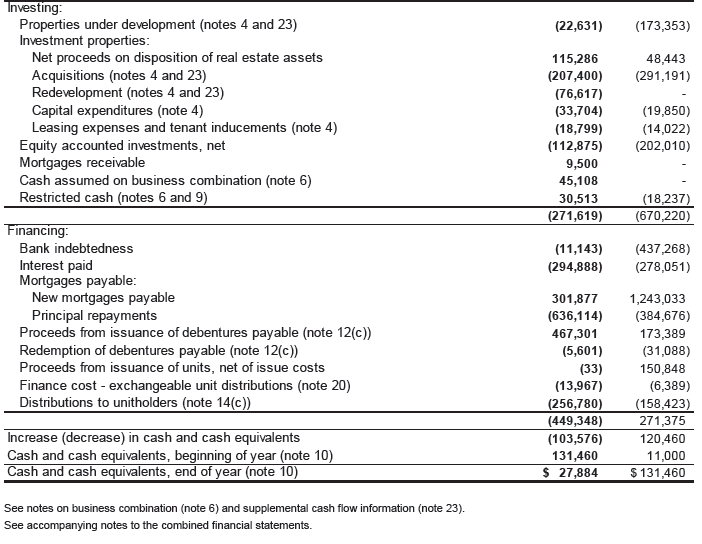 Investing:
Properties under development (notes 4 and 23) (22,631) (173,353)
Investment properties:
Net proceeds on disposition of real estate assets 115,286 48,443
Acquisitions (notes 4 and 23) (207,400) (291,191)
Redevelopment (notes 4 and 23) (76,617) -
Capital expenditures (note 4) (33,704) (19,850)
Leasing expenses and tenant inducements (note 4) (18,799) (14,022)
Equity accounted investments, net (112,875) (202,010)
Mortgages receivable 9,500 -
Cash assumed on business combination (note 6) 45,108 -
Restricted cash (notes 6 and 9) 30,513 (18,237)
(271,619) (670,220)
Financing:
Bank indebtedness (11,143) (437,268)
Interest paid (294,888) (278,051)
Mortgages payable:
New mortgages payable 301,877 1,243,033
Principal repayments (636,114) (384,676)
Proceeds from issuance of debentures payable (note 12(c)) 467,301 173,389
Redemption of debentures payable (note 12(c)) (5,601) (31,088)
Proceeds from issuance of units, net of issue costs (33) 150,848
Finance cost - exchangeable unit distributions (note 20) (13,967) (6,389)
Distributions to unitholders (note 14(c)) (256,780) (158,423)
(449,348) 271,375
Increase (decrease) in cash and cash equivalents (103,576) 120,460
Cash and cash equivalents, beginning of year (note 10) 131,460 11,000
Cash and cash equivalents, end of year (note 10) $ 27,884 $ 131,460
See notes on business combination (note 6) and supplemental cash flow information (note 23).
See accompanying notes to the combined financial statements.